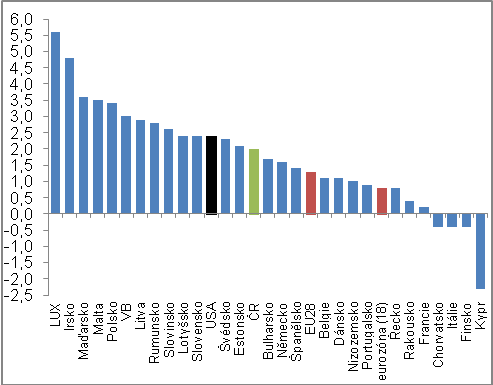 6,0
5,5
5,0
4,5
4,0
3,5
3,0
2,5
2,0
1,5
1,0
0,5
0,0
-0,5
-1,0
-1,5
-2,0
-2,5
LUX
Irsko
Maďarsko
Malta
Polsko
VB
Litva
Rumunsko
Slovinsko
Lotyšsko
Slovensko
USA
Švédsko
Estonsko
ČR
Bulharsko
Německo
Španělsko
EU28
Belgie
Dánsko
Nizozemsko
Portugalsko
eurozóna (18)
Řecko
Rakousko
Francie
Chorvatsko
Itálie
Finsko
Kypr